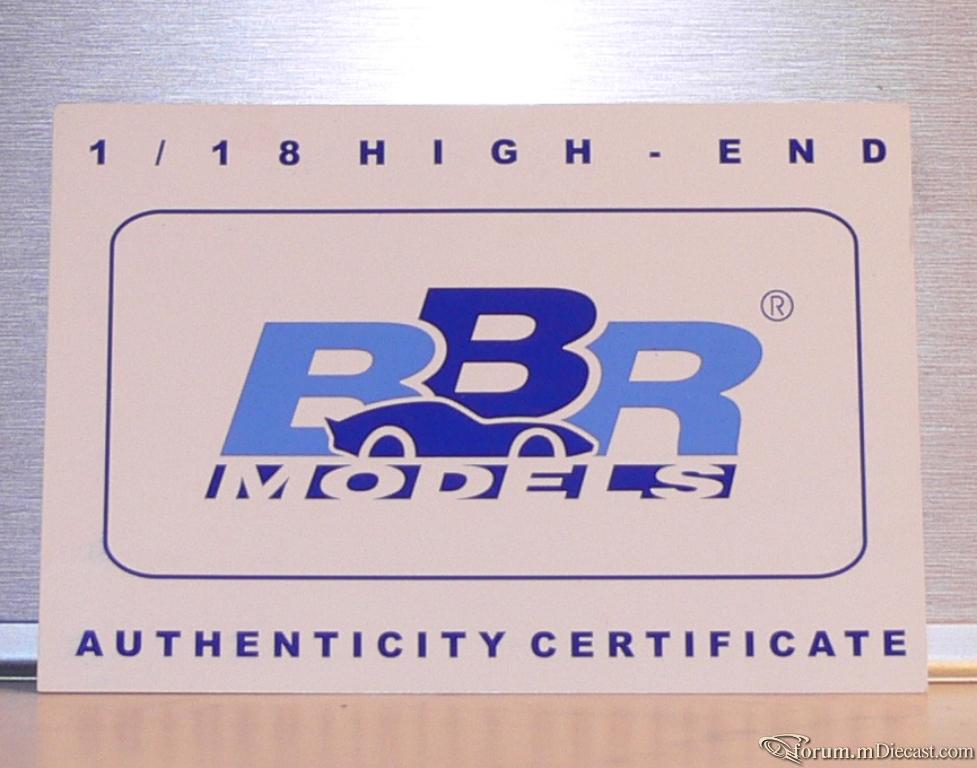 1/18 HIGH-END
BBR
®
MODELS
AUTHENTICITY CERTIFICATE
forum.mDiecast.com